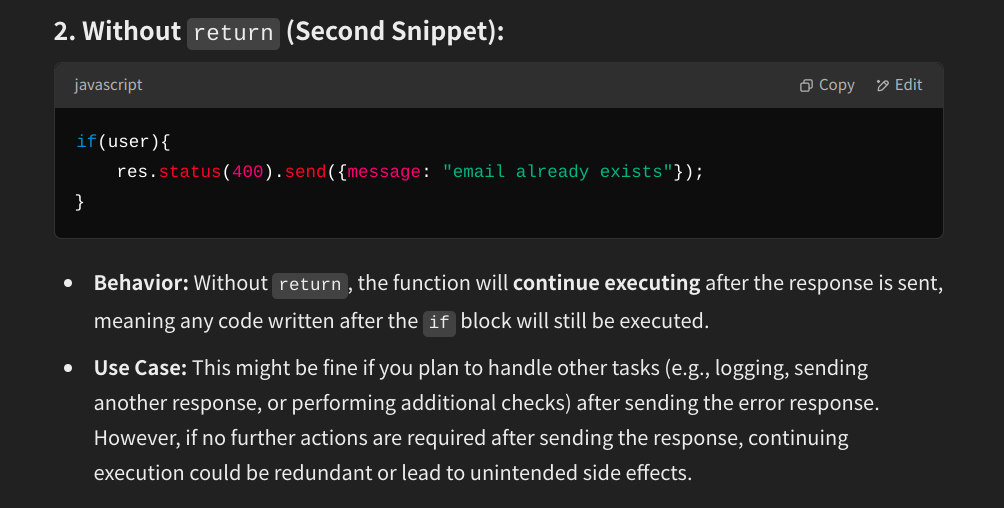 2. Without return (Second Snippet):
javascript
Copy
Edit
if(user){
    res.status(400).send({message: "email already exists"});
}
• Behavior: Without return, the function will continue executing after the response is sent,
meaning any code written after the if block will still be executed.
• Use Case: This might be fine if you plan to handle other tasks (e.g., logging, sending
another response, or performing additional checks) after sending the error response.
However, if no further actions are required after sending the response, continuing
execution could be redundant or lead to unintended side effects.